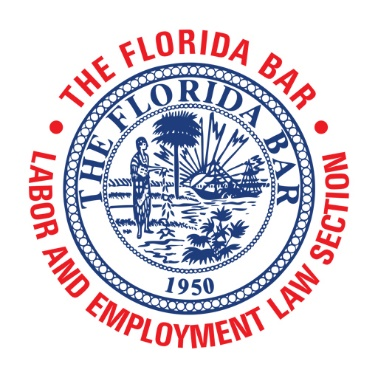 THE FLORIDA BAR
LABOR AND EMPLOYMENT LAW SECTION
THE FLORIDA BAR
1950